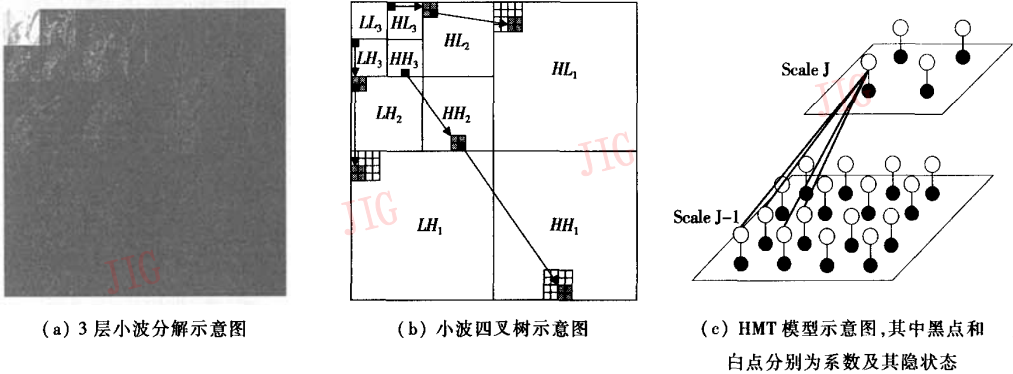 JIG
(a) 3层小波分解示意图
LL₃ HL₃
HL₂
HL₁
LH₃ HH₃
LH₂ HH₂
JIG
JIG
LH₁ HH₁
(b) 小波四叉树示意图
Scale J
JIG
Scale J-1
(c) HMT 模型示意图,其中黑点和
白点分别为系数及其隐状态